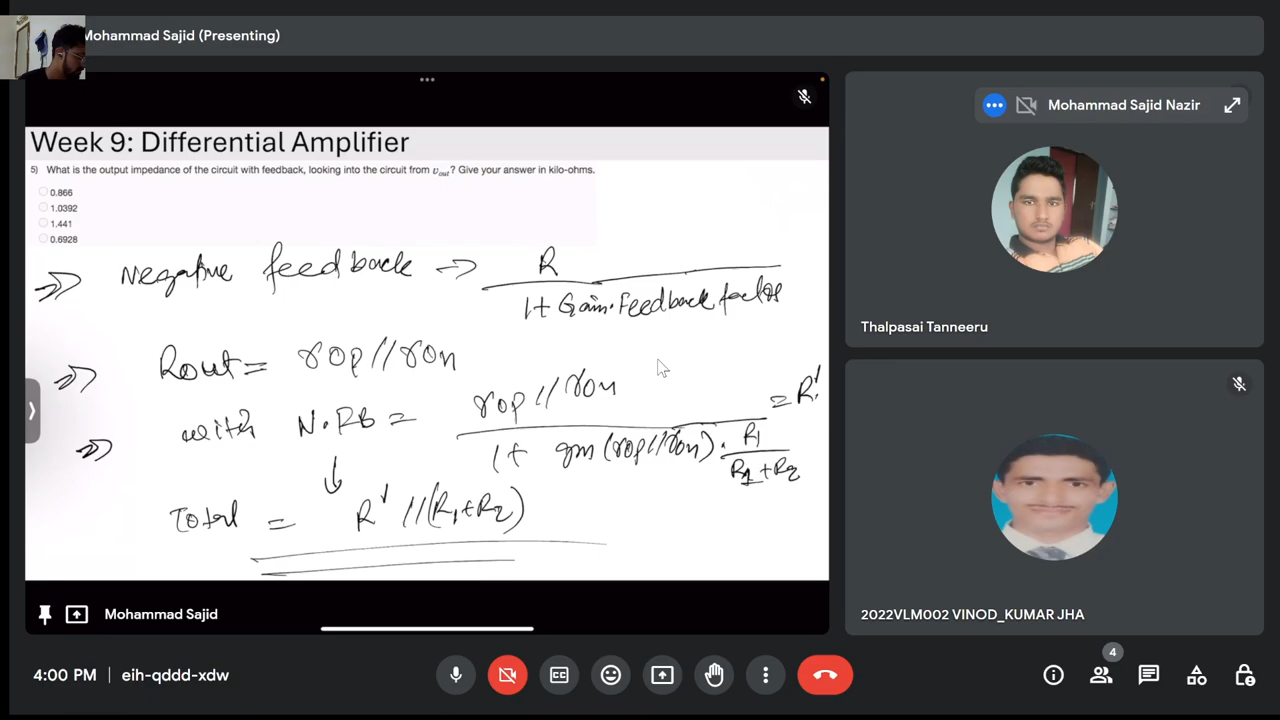 Mohammad Sajid (Presenting)
Week 9: Differential Amplifier
5) What is the output impedance of the circuit with feedback, looking into the circuit from v_out? Give your answer in kilo-ohms.
0.866
1.0392
1.441
0.6928
Negative feedback → R / 1+ Gain.Feedback factor
Rout = rop//ron
with N.FB = rop//ron / 1+ gm(rop//ron) . R1 / R1+R2 = R'
Total = R' //(R1+R2)
Mohammad Sajid
Mohammad Sajid Nazir
Thalpasai Tanneeru
2022VLM002 VINOD_KUMAR JHA
4:00 PM
eih-qddd-xdw
CC
4